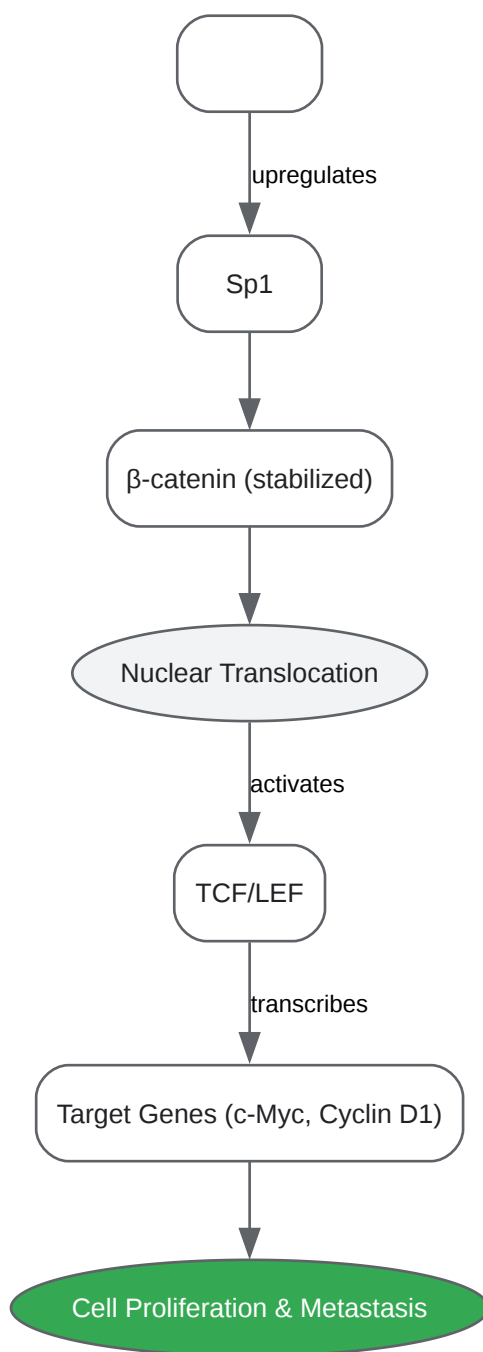 upregulates
Sp1
β-catenin (stabilized)
Nuclear Translocation
activates
TCF/LEF
transcribes
Target Genes (c-Myc, Cyclin D1)
Cell Proliferation & Metastasis